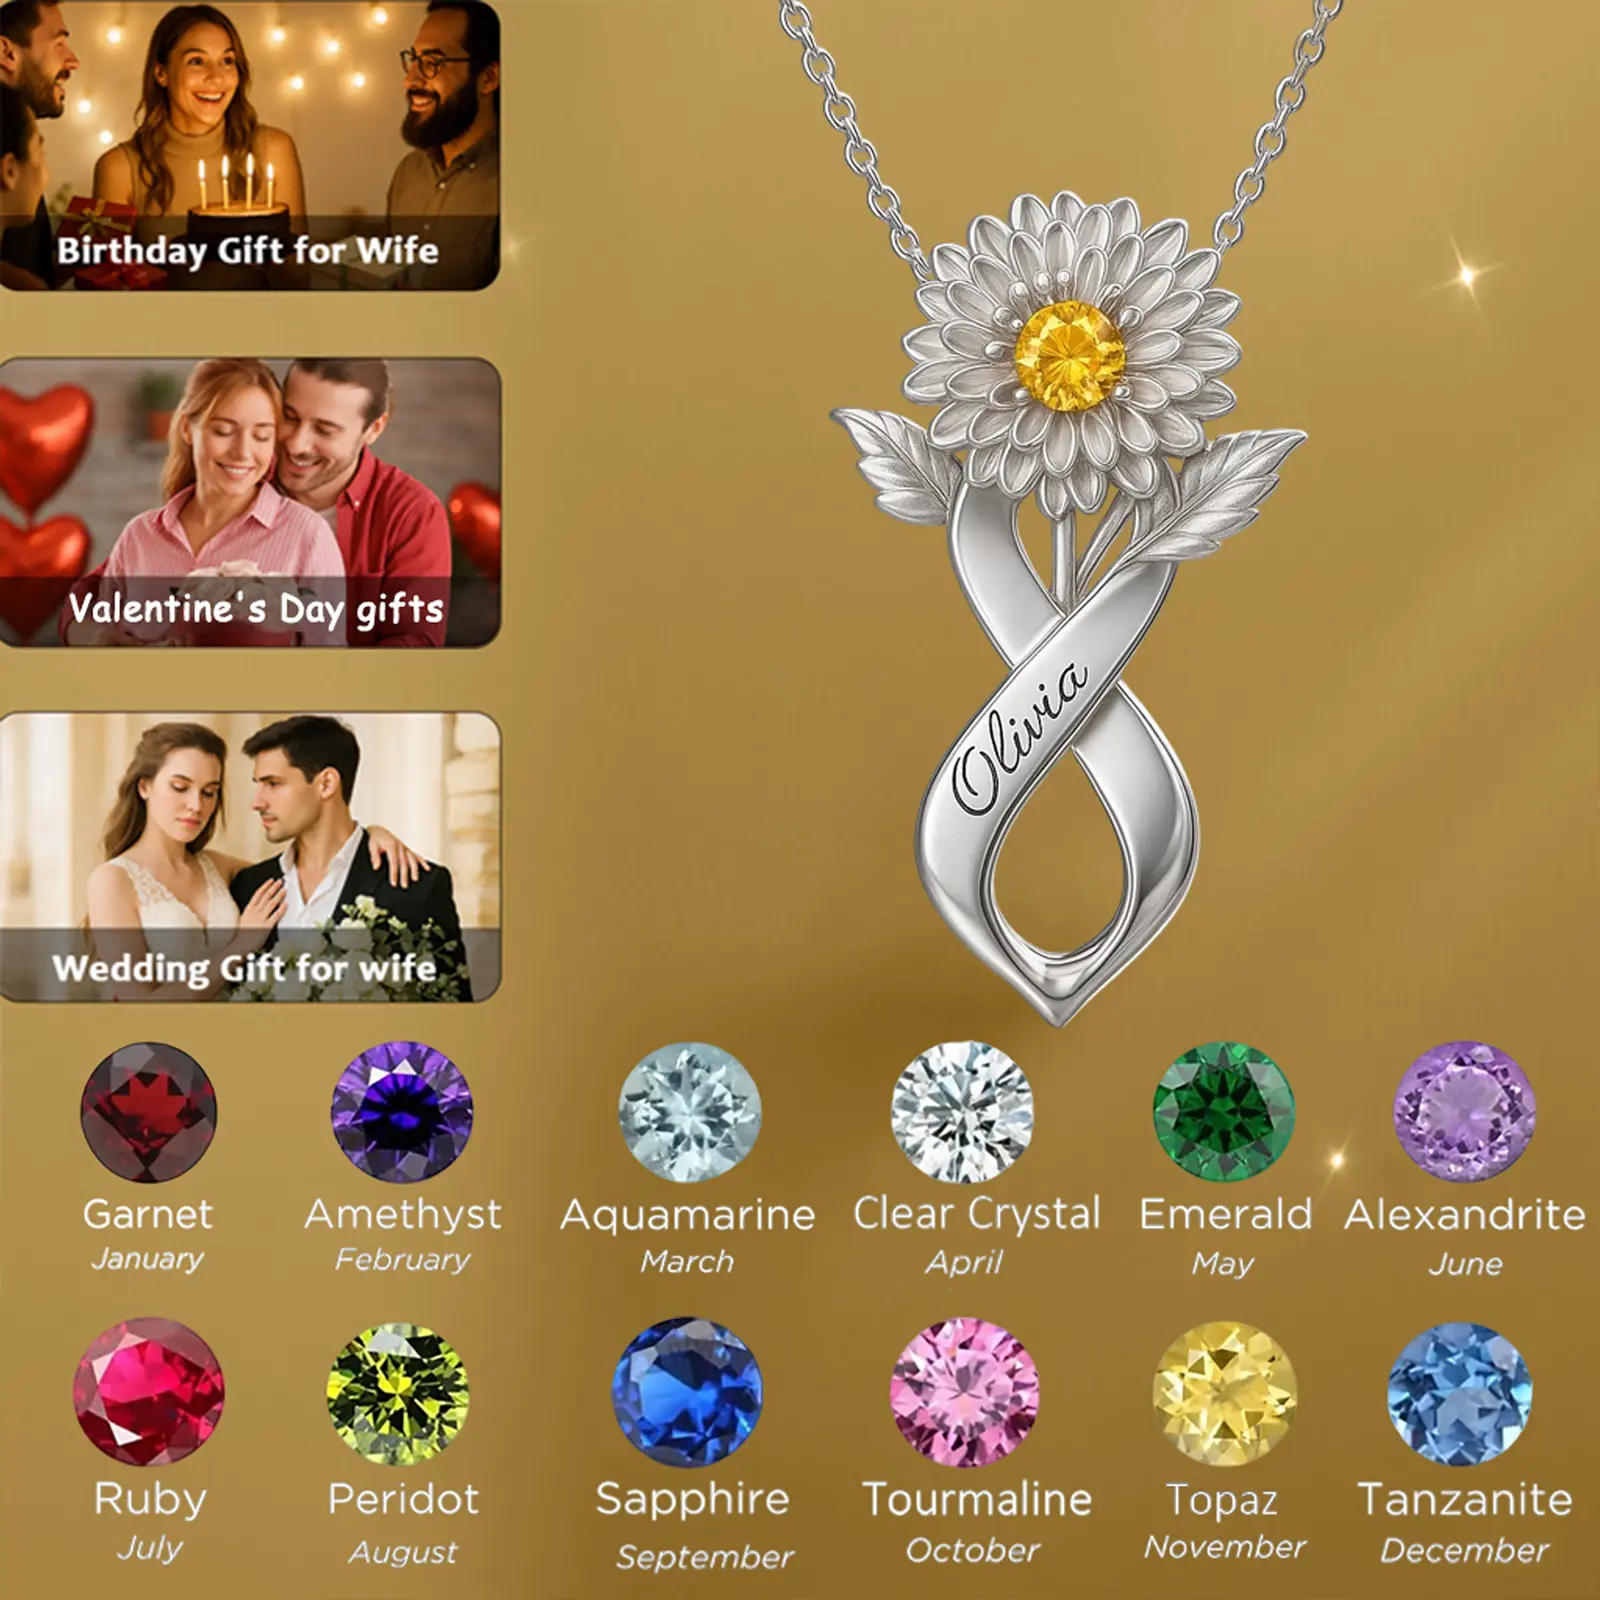 Birthday Gift for Wife
Valentine's Day gifts
Wedding Gift for wife
Olivia
Garnet
January
Amethyst
February
Aquamarine
March
Clear Crystal
April
Emerald
May
Alexandrite
June
Ruby
July
Peridot
August
Sapphire
September
Tourmaline
October
Topaz
November
Tanzanite
December